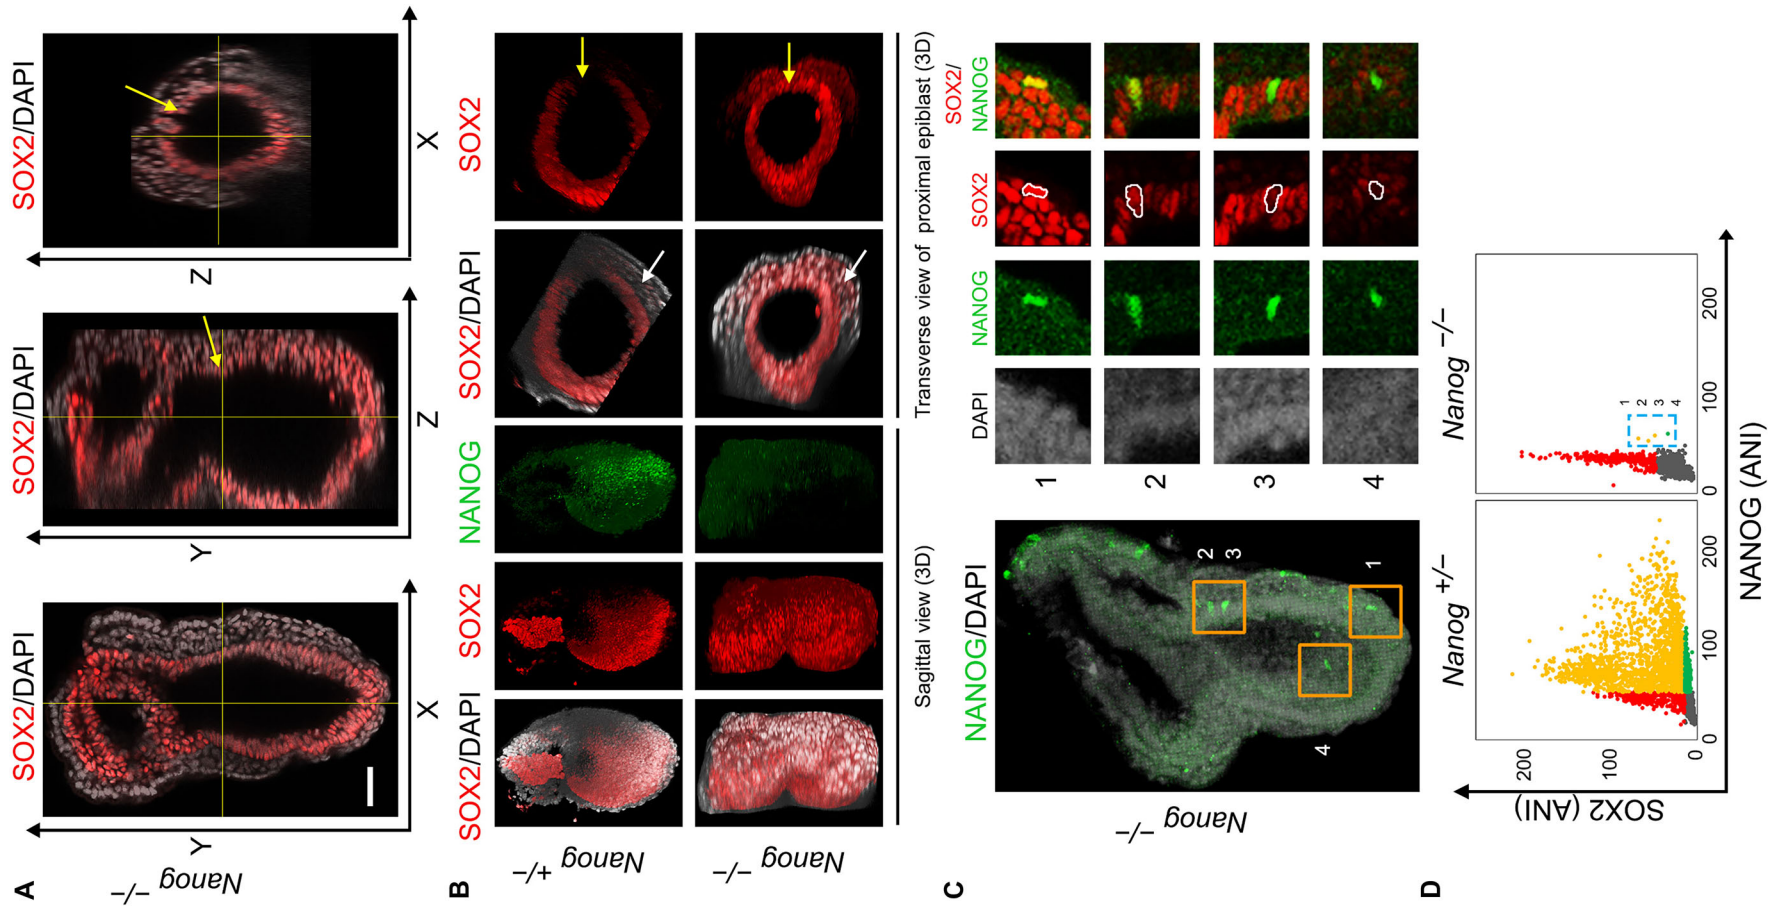 A
Nanog −/−
SOX2/DAPI
SOX2/DAPI
SOX2/DAPI
Y
X
Y
Z
Z
X
B
SOX2/DAPI
SOX2
NANOG
SOX2/DAPI
SOX2
Nanog +/−
Nanog −/−
Sagittal view (3D)
Transverse view of proximal epiblast (3D)
C
Nanog −/−
NANOG/DAPI
DAPI
NANOG
SOX2
SOX2/
NANOG
4
2
3
1
1
2
3
4
D
Nanog +/−
Nanog −/−
SOX2 (ANI)
200
100
0
0
100
200
0
100
200
1
2
3
4
NANOG (ANI)